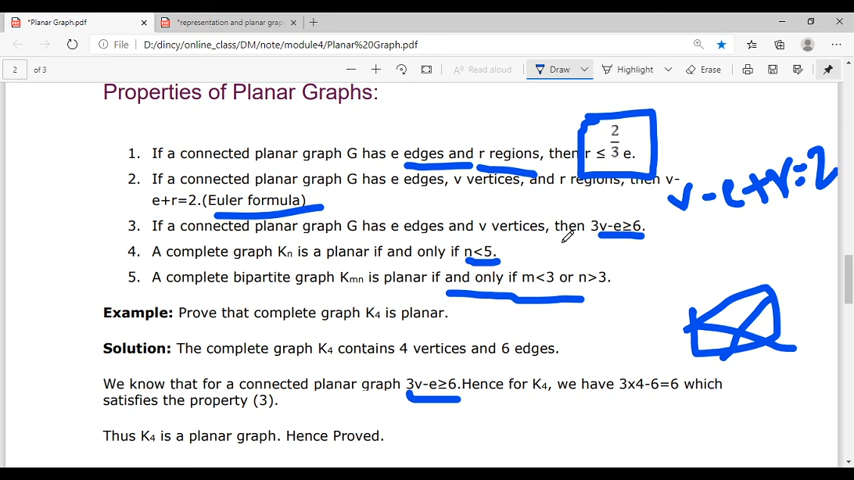 *Planar Graph.pdf
*representation and planar graph
File
D:/dincy/online_class/DM/note/module4/Planar%20Graph.pdf
2 of 3
Read aloud
Draw
Highlight
Erase
Properties of Planar Graphs:
1. If a connected planar graph G has e edges and r regions, then r ≤ 2/3 e.
2. If a connected planar graph G has e edges, v vertices, and r regions, then v-
e+r=2.(Euler formula)
v-e+r=2
3. If a connected planar graph G has e edges and v vertices, then 3v-e≥6.
4. A complete graph Kn is a planar if and only if n<5.
5. A complete bipartite graph Kmn is planar if and only if m<3 or n>3.
Example: Prove that complete graph K4 is planar.
Solution: The complete graph K4 contains 4 vertices and 6 edges.
We know that for a connected planar graph 3v-e≥6.Hence for K4, we have 3x4-6=6 which
satisfies the property (3).
Thus K4 is a planar graph. Hence Proved.